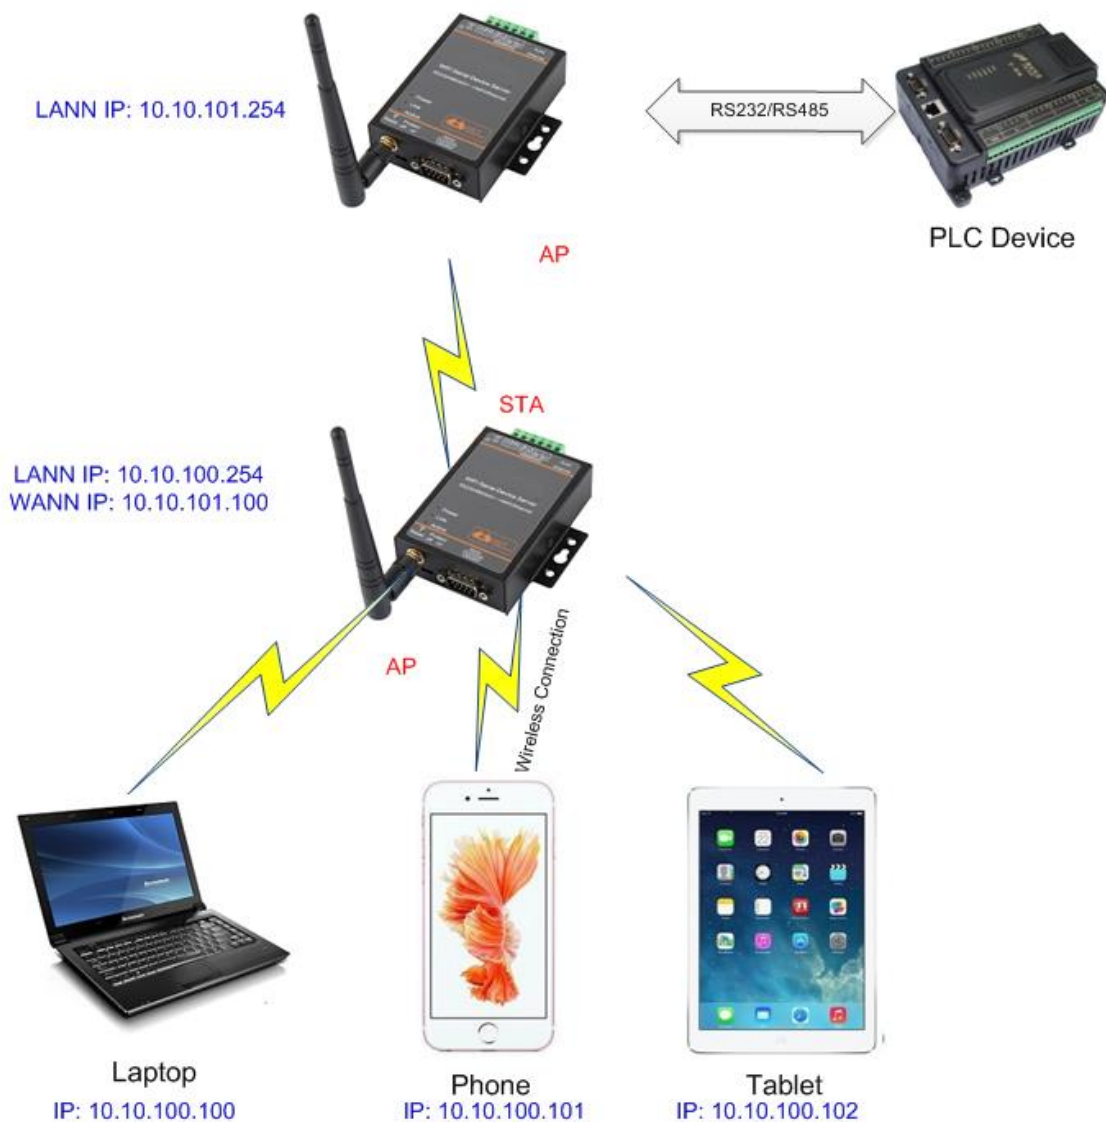 LANN IP: 10.10.101.254
RS232/RS485
PLC Device
AP
STA
LANN IP: 10.10.100.254
WANN IP: 10.10.101.100
AP
Wireless Connection
Laptop
Phone
Tablet
IP: 10.10.100.100
IP: 10.10.100.101
IP: 10.10.100.102